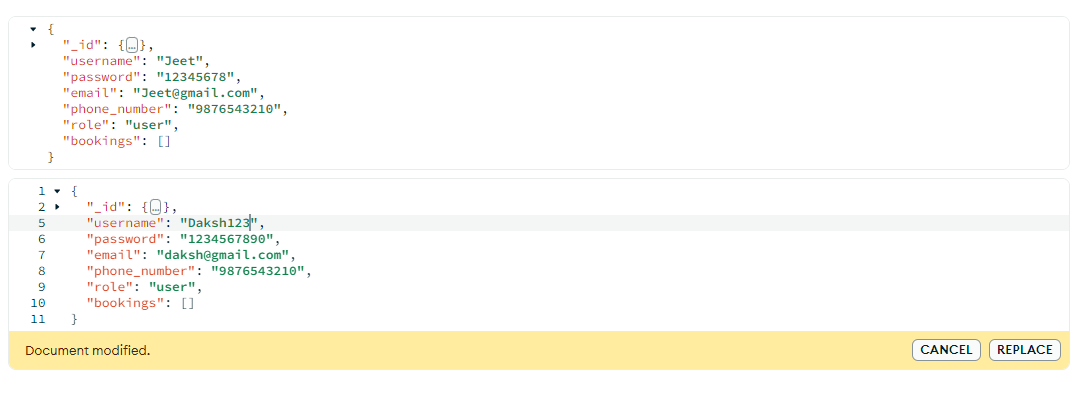 {
"_id": {…},
"username": "Jeet",
"password": "12345678",
"email": "Jeet@gmail.com",
"phone_number": "9876543210",
"role": "user",
"bookings": []
}
1 {
2 "_id": {…},
5 "username": "Daksh123",
6 "password": "1234567890",
7 "email": "daksh@gmail.com",
8 "phone_number": "9876543210",
9 "role": "user",
10 "bookings": []
11 }
Document modified. CANCEL REPLACE